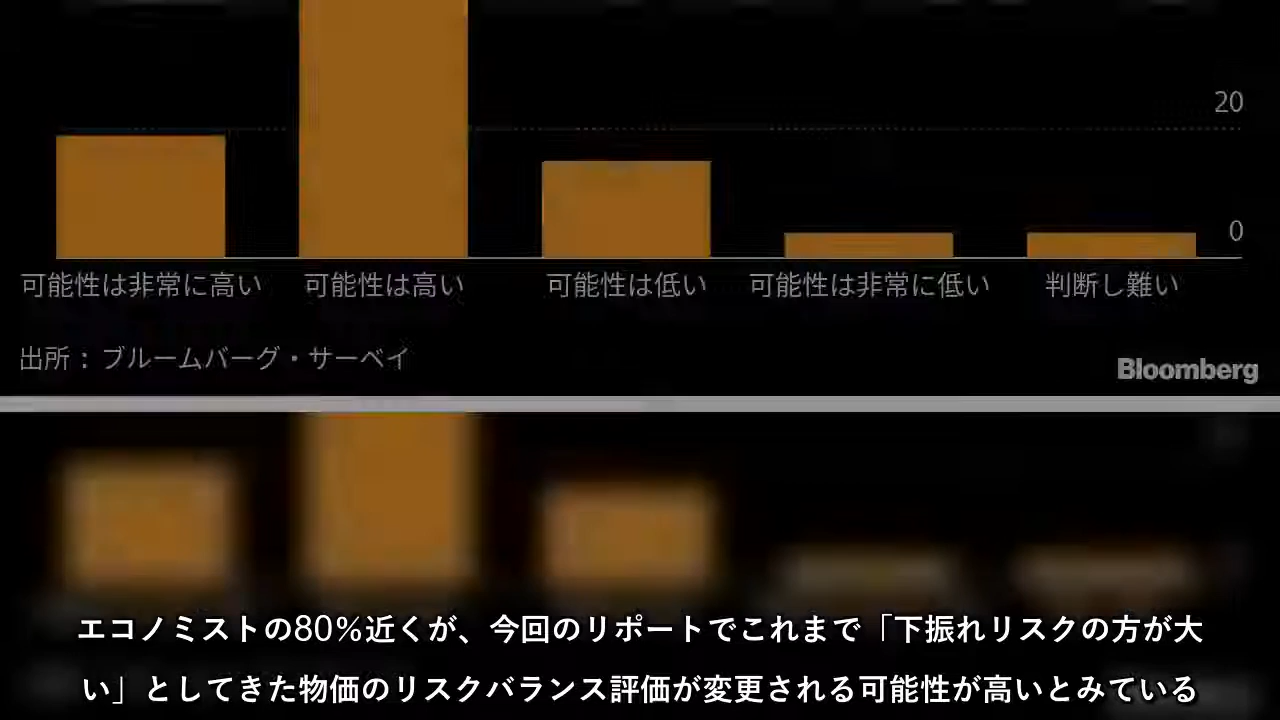 20
0
可能性は非常に高い 可能性は高い 可能性は低い 可能性は非常に低い 判断し難い
出所：ブルームバーグ・サーベイ
Bloomberg
エコノミストの80％近くが、今回のリポートでこれまで「下振れリスクの方が大
い」としてきた物価のリスクバランス評価が変更される可能性が高いとみている